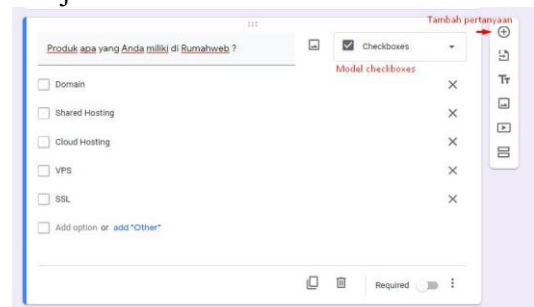 Tambah pertanyaan
Produk apa yang Anda miliki di Rumahweb ?
Checkboxes
Model checkboxes
Domain
Shared Hosting
Cloud Hosting
VPS
SSL
Add option or add "Other"
Required